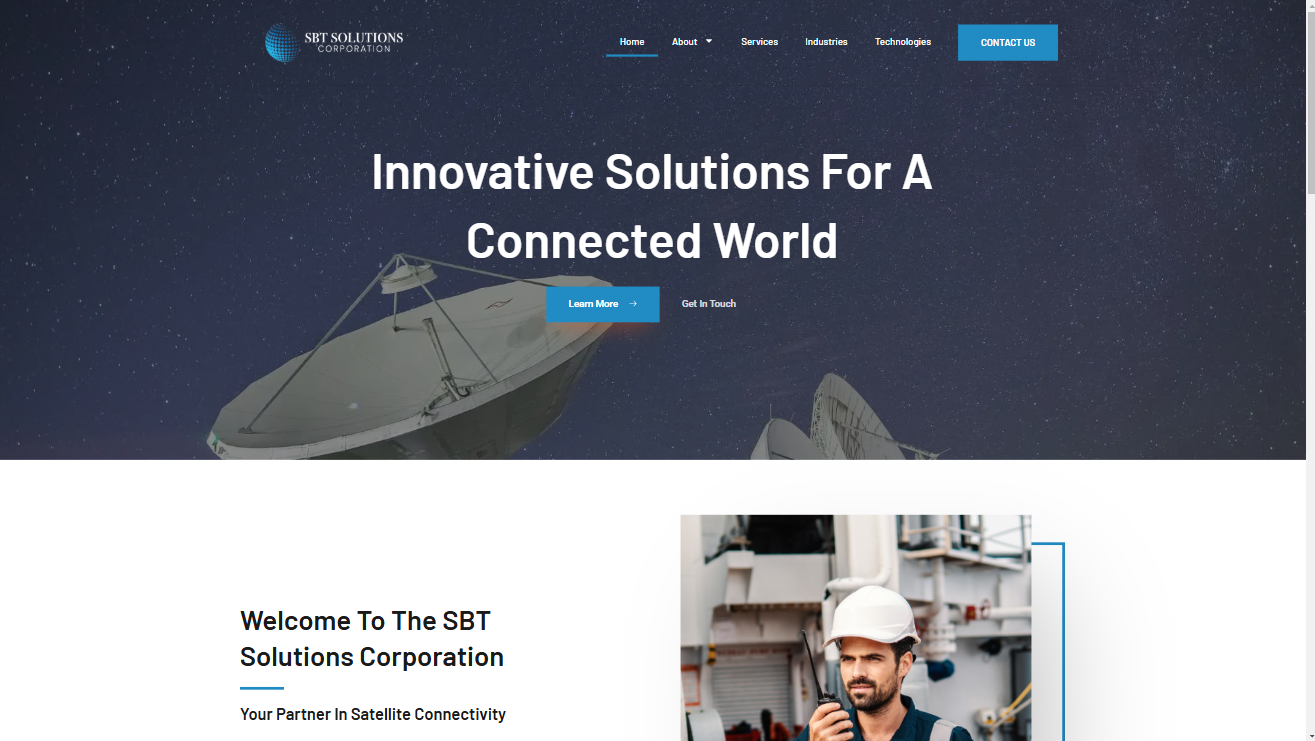 SBT SOLUTIONS
CORPORATION
Home
About
Services
Industries
Technologies
CONTACT US
Innovative Solutions For A
Connected World
Learn More →
Get In Touch
Welcome To The SBT
Solutions Corporation
Your Partner In Satellite Connectivity